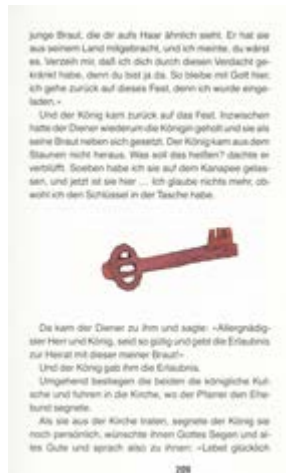 junge Braut, die dir aufs Haar ähnlich sieht. Er hat sie
aus seinem Land mitgebracht, und ich meinte, du wärst
es. Verzeih mir, daß ich dich durch diesen Verdacht ge-
kränkt habe, denn du bist ja da. So bleibe mit Gott hier,
ich gehe zurück auf dieses Fest, denn ich wurde einge-
laden.«
Und der König kam zurück auf das Fest. Inzwischen
hatte der Diener wiederum die Königin geholt und sie als
seine Braut neben sich gesetzt. Der König kam aus dem
Staunen nicht heraus. Was soll das heißen? dachte er
verblüfft. Soeben habe ich sie auf dem Kanapee gelas-
sen, und jetzt ist sie hier ... Ich glaube nichts mehr, ob-
wohl ich den Schlüssel in der Tasche habe.
Da kam der Diener zu ihm und sagte: »Allergnädig-
ster Herr und König, seid so gütig und gebt die Erlaubnis
zur Heirat mit dieser meiner Braut!«
Und der König gab ihm die Erlaubnis.
Umgehend bestiegen die beiden die königliche Kut-
sche und fuhren in die Kirche, wo der Pfarrer den Ehe-
bund segnete.
Als sie aus der Kirche traten, segnete der König sie
noch persönlich, wünschte ihnen Gottes Segen und al-
les Gute und sprach also zu ihnen: »Lebet glücklich
209